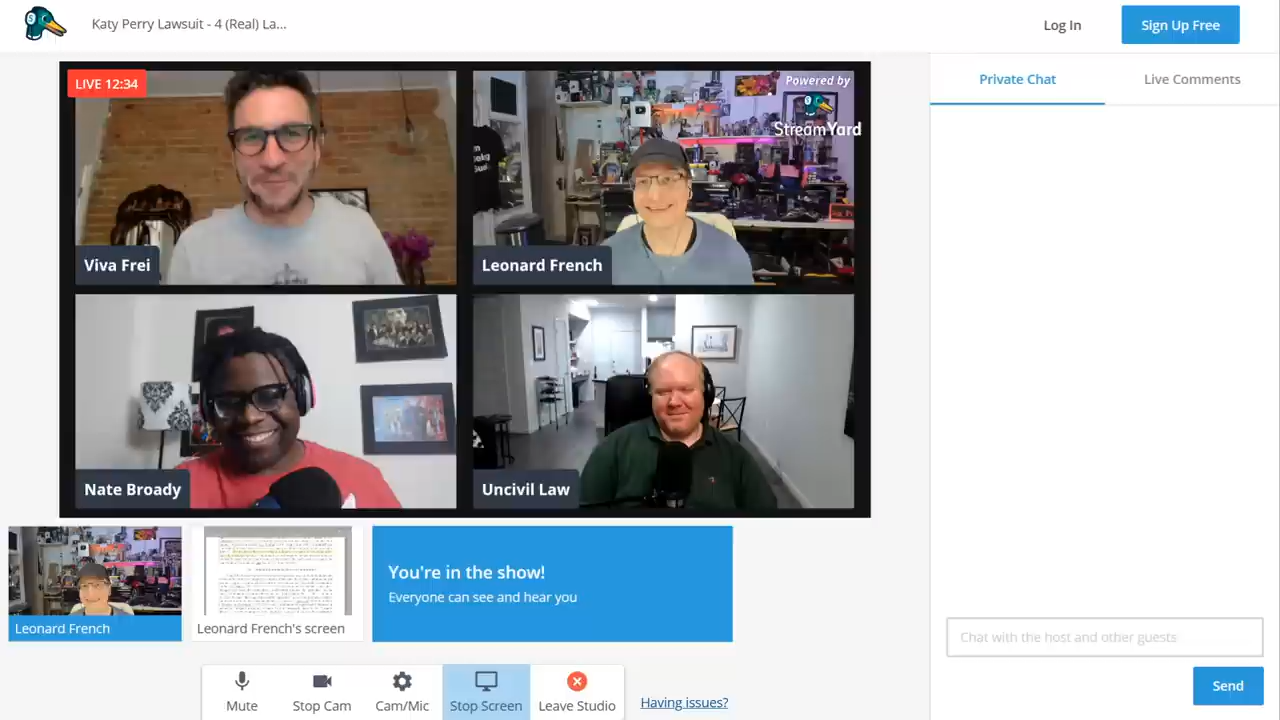 Katy Perry Lawsuit - 4 (Real) La...
Log In
Sign Up Free
LIVE 12:34
Powered by
StreamYard
Viva Frei
Leonard French
Nate Broady
Uncivil Law
Private Chat
Live Comments
Leonard French
Leonard French's screen
You're in the show!
Everyone can see and hear you
Chat with the host and other guests
Send
Mute
Stop Cam
Cam/Mic
Stop Screen
Leave Studio
Having issues?